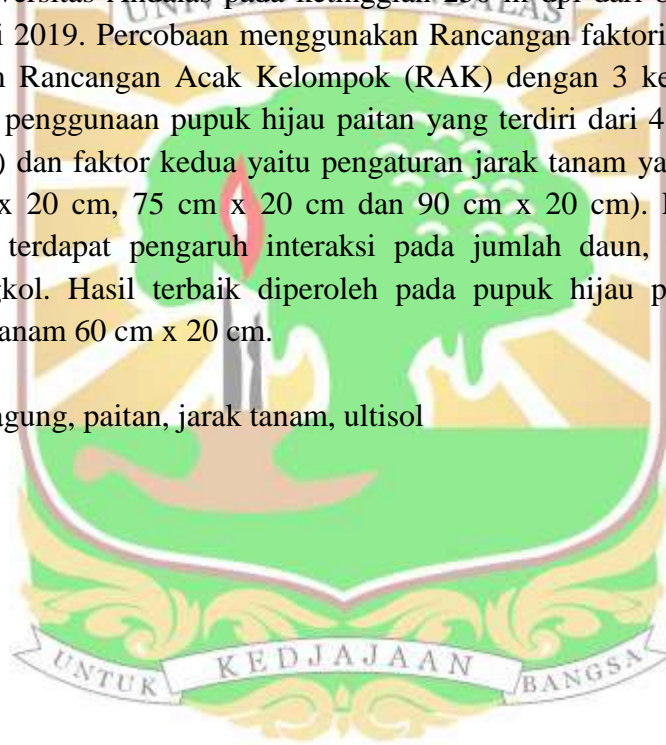 versitas Andalas pada ketinggian 250 m dpl dari
i 2019. Percobaan menggunakan Rancangan faktori
Rancangan Acak Kelompok (RAK) dengan 3 ke
penggunaan pupuk hijau paitan yang terdiri dari 4
) dan faktor kedua yaitu pengaturan jarak tanam ya
x 20 cm, 75 cm x 20 cm dan 90 cm x 20 cm).
terdapat pengaruh interaksi pada jumlah daun,
gkol. Hasil terbaik diperoleh pada pupuk hijau p
anam 60 cm x 20 cm.
agung, paitan, jarak tanam, ultisol
UNTUK KEDJAJAAN BANGSA